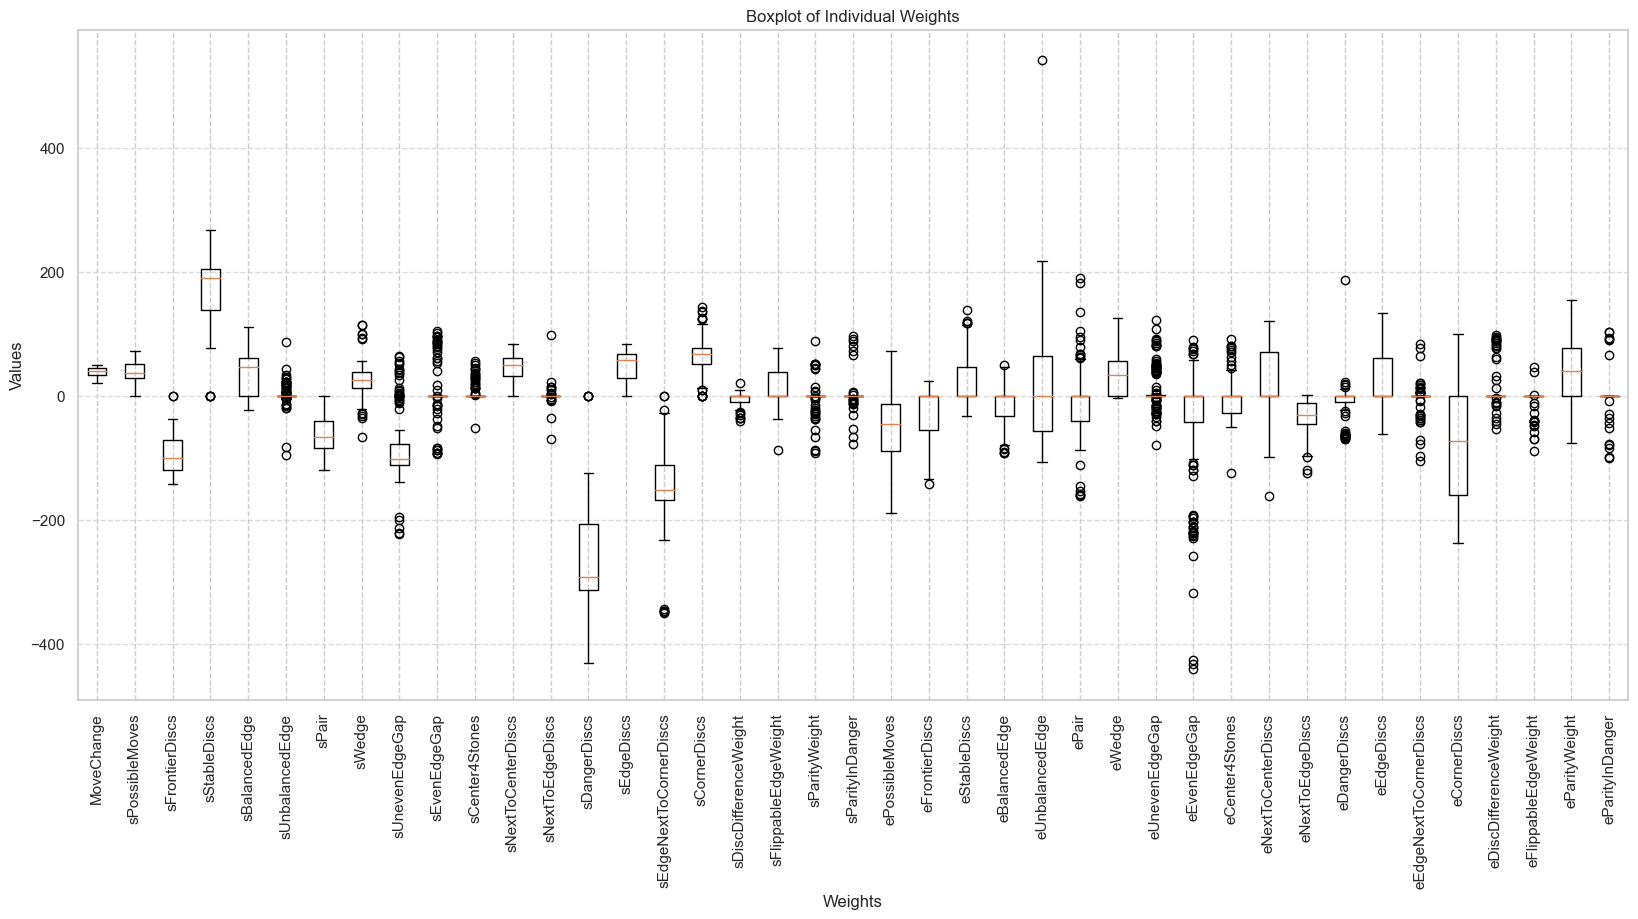 Boxplot of Individual Weights
Values
400
200
0
−200
−400
MoveChange
sPossibleMoves
sFrontierDiscs
sStableDiscs
sBalancedEdge
sUnbalancedEdge
sPair
sWedge
sUnevenEdgeGap
sEvenEdgeGap
sCenter4Stones
sNextToCenterDiscs
sNextToEdgeDiscs
sDangerDiscs
sEdgeDiscs
sEdgeNextToCornerDiscs
sCornerDiscs
sDiscDifferenceWeight
sFlippableEdgeWeight
sParityWeight
sParityInDanger
ePossibleMoves
eFrontierDiscs
eStableDiscs
eBalancedEdge
eUnbalancedEdge
ePair
eWedge
eUnevenEdgeGap
eEvenEdgeGap
eCenter4Stones
eNextToCenterDiscs
eNextToEdgeDiscs
eDangerDiscs
eEdgeDiscs
eEdgeNextToCornerDiscs
eCornerDiscs
eDiscDifferenceWeight
eFlippableEdgeWeight
eParityWeight
eParityInDanger
Weights